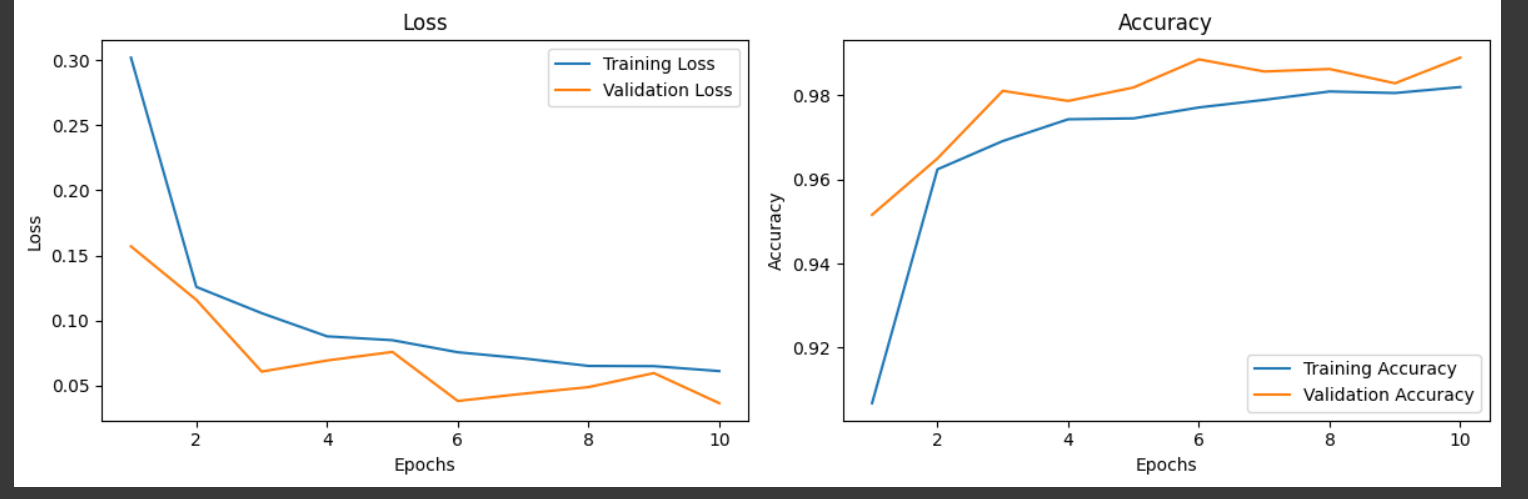 Loss
0.30
0.25
0.20
0.15
0.10
0.05
Loss
2 4 6 8 10
Epochs
Training Loss
Validation Loss
Accuracy
0.98
0.96
0.94
0.92
Accuracy
2 4 6 8 10
Epochs
Training Accuracy
Validation Accuracy